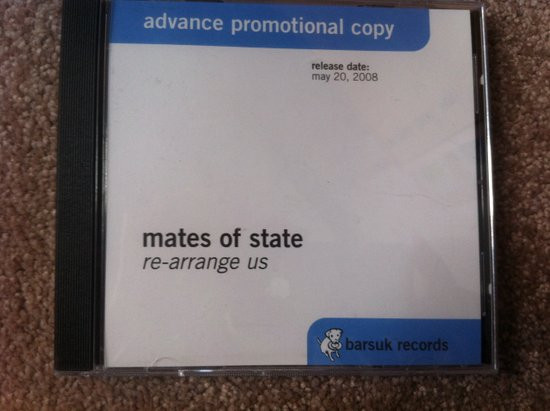 advance promotional copy
release date:
may 20, 2008
mates of state
re-arrange us
barsuk records